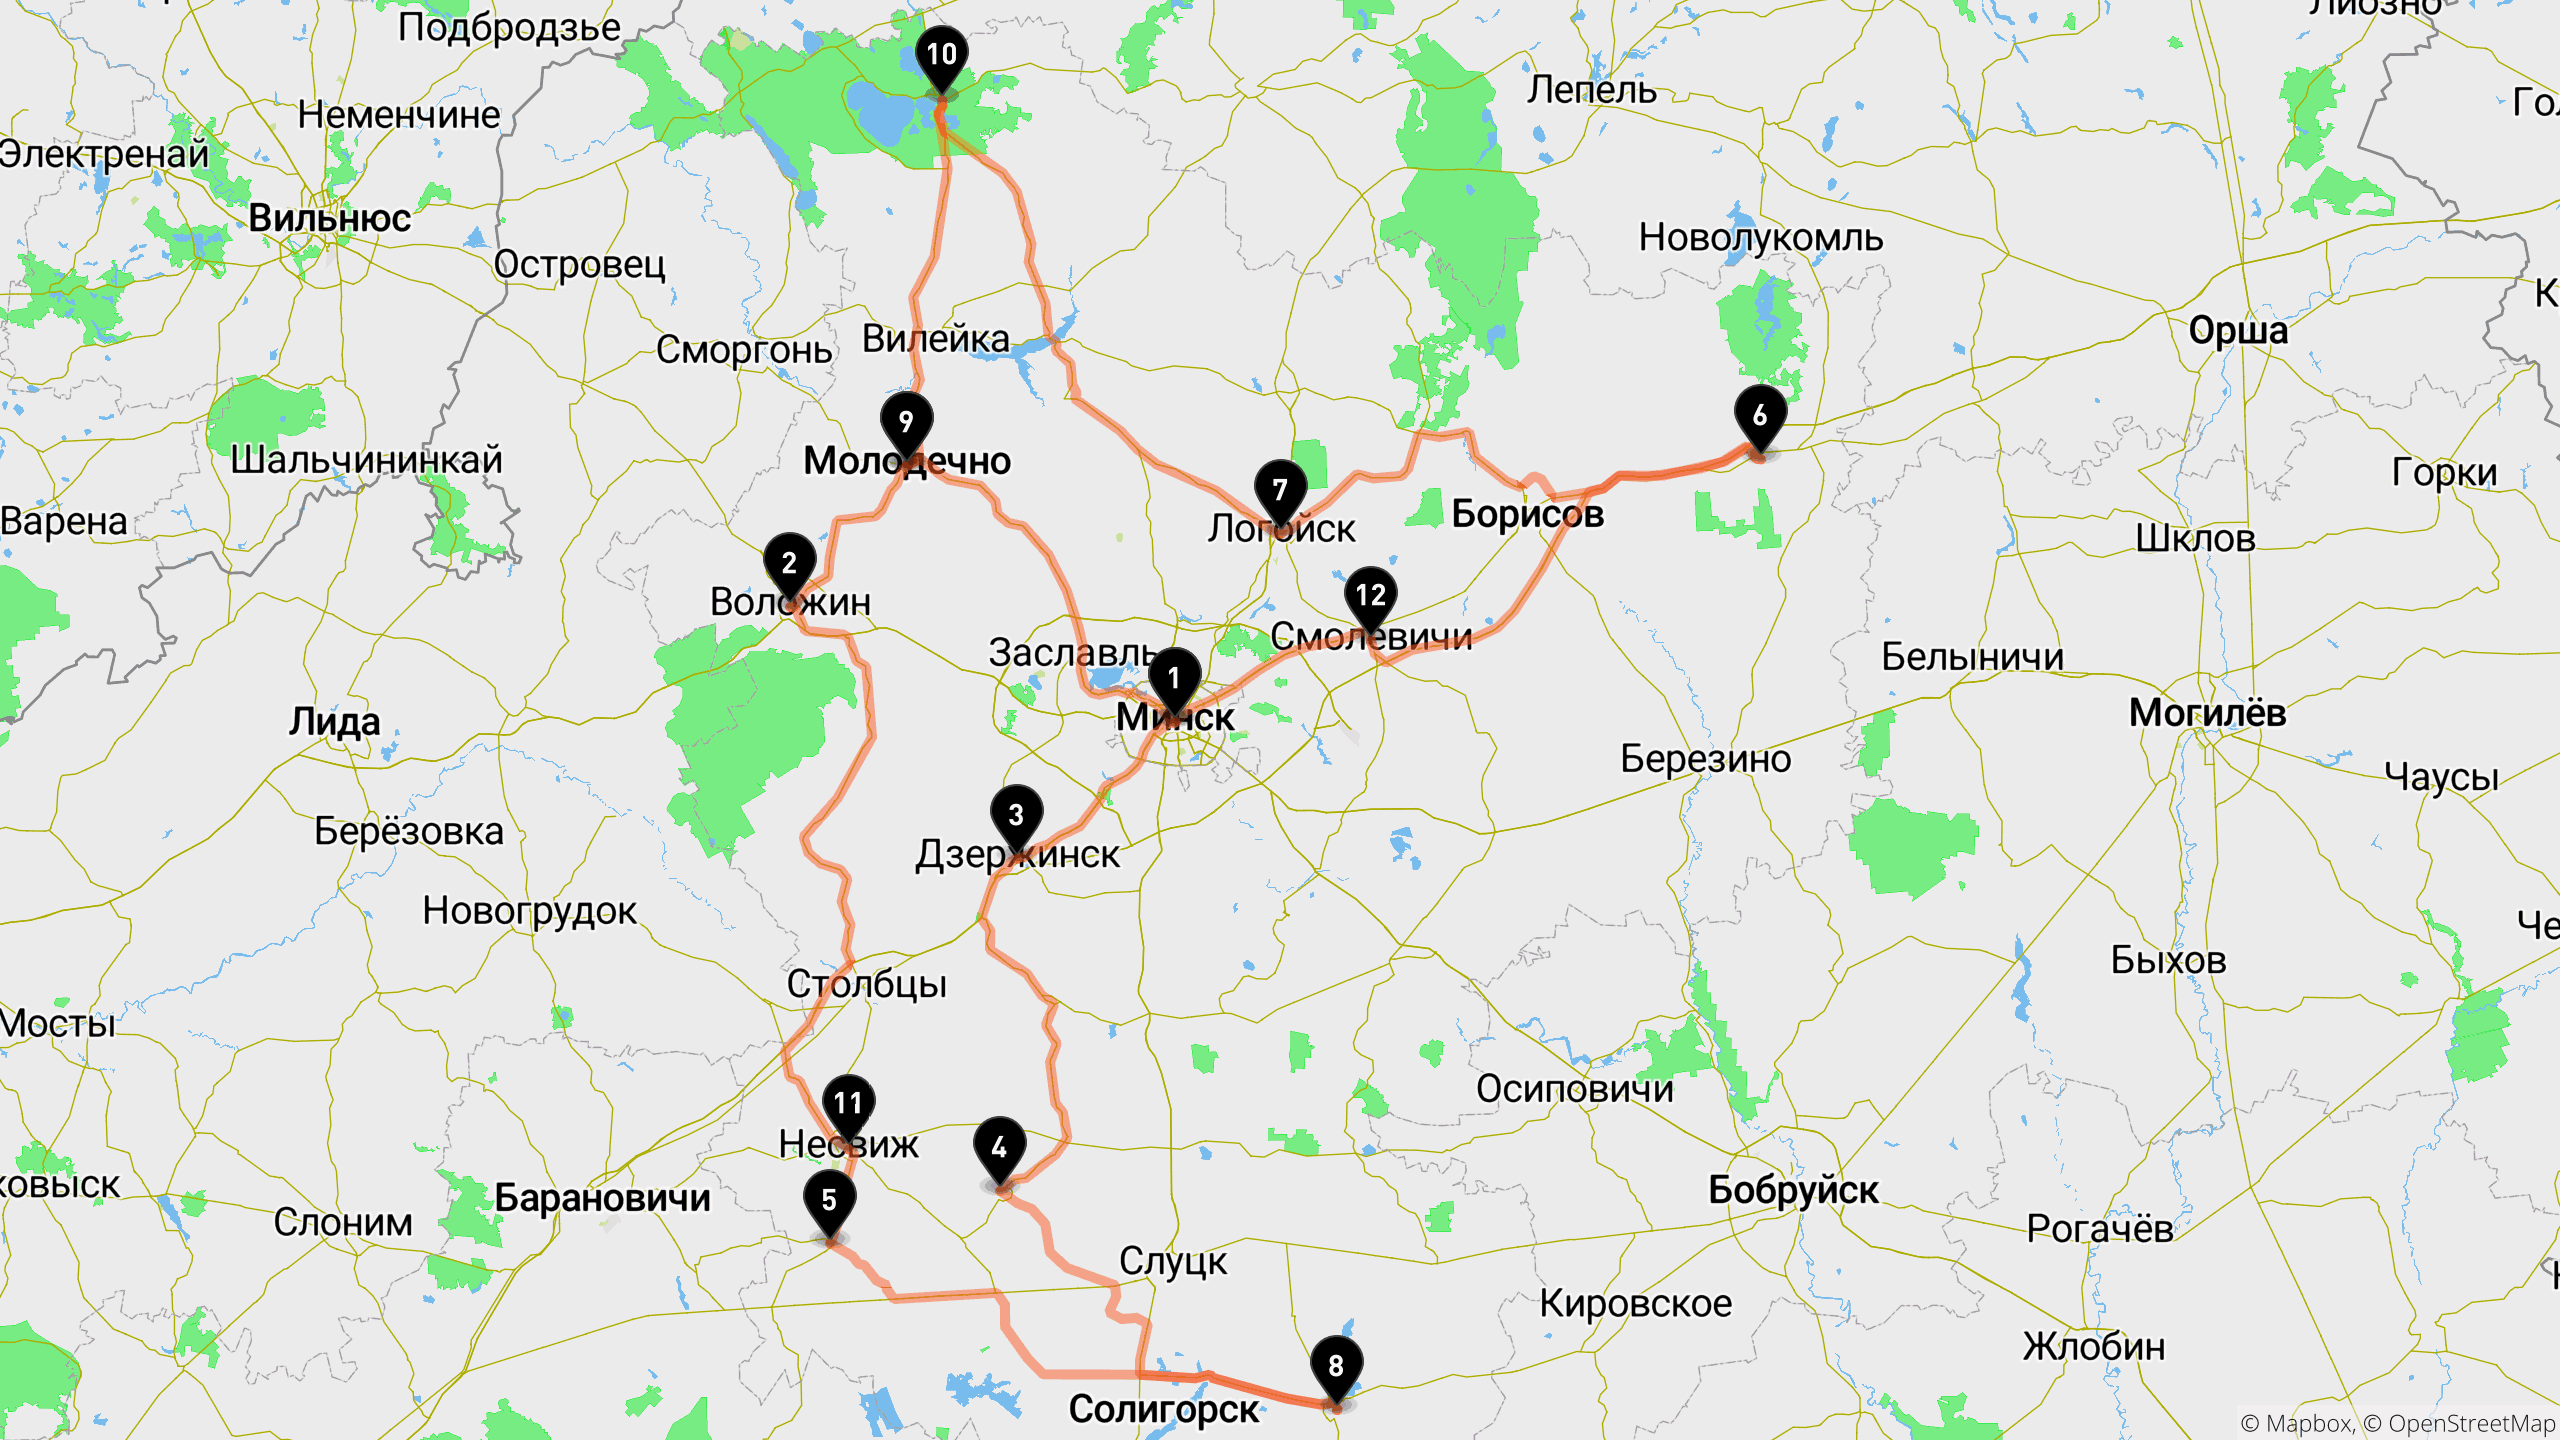 Подбродзье
Лиозно
10
Лепель
Неменчине
Го
Электренай
Вильнюс
Новолукомль
Островец
К
Орша
Вилейка
Сморгонь
9
6
Шальчининкай
Молодечно
Горки
7
Варена
Борисов
Логойск
Шклов
2
12
Воложин
Смолевичи
Заславль
Белыничи
1
Лида
Минск
Могилёв
Березино
Чаусы
3
Берёзовка
Дзержинск
Новогрудок
Че
Быхов
Столбцы
Мосты
11
Осиповичи
Несвиж
4
ковыск
5
Барановичи
Бобруйск
Слоним
Рогачёв
Слуцк
Кировское
Жлобин
8
Солигорск
© Mapbox, © OpenStreetMap